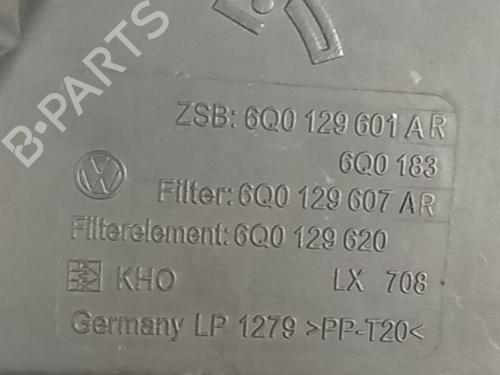 B-PARTS
ZSB: 6Q0 129 601 AR
6Q0 183
Filter: 6Q0 129 607 AR
Filterelement: 6Q0 129 620
KHO LX 708
Germany LP 1279 >PP-T20<